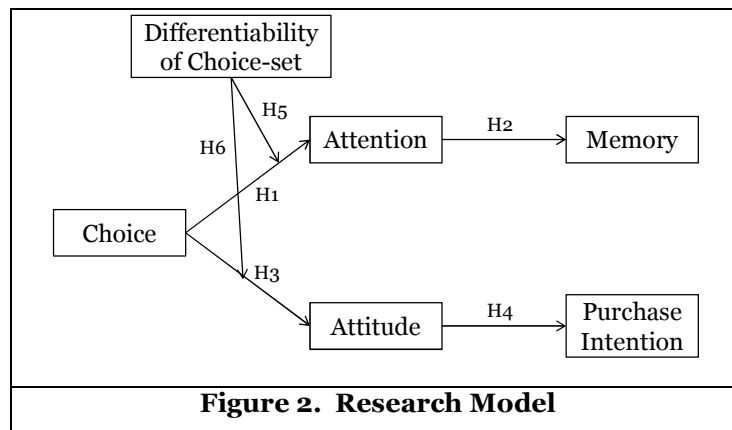 Differentiability
of Choice-set
H5
H2
H6
Attention
Memory
H1
Choice
H3
H4
Attitude
Purchase
Intention
Figure 2. Research Model